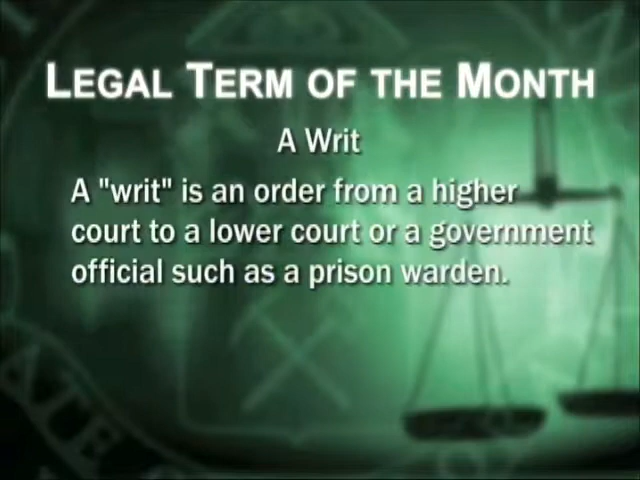 LEGAL TERM OF THE MONTH
A Writ
A "writ" is an order from a higher
court to a lower court or a government
official such as a prison warden.